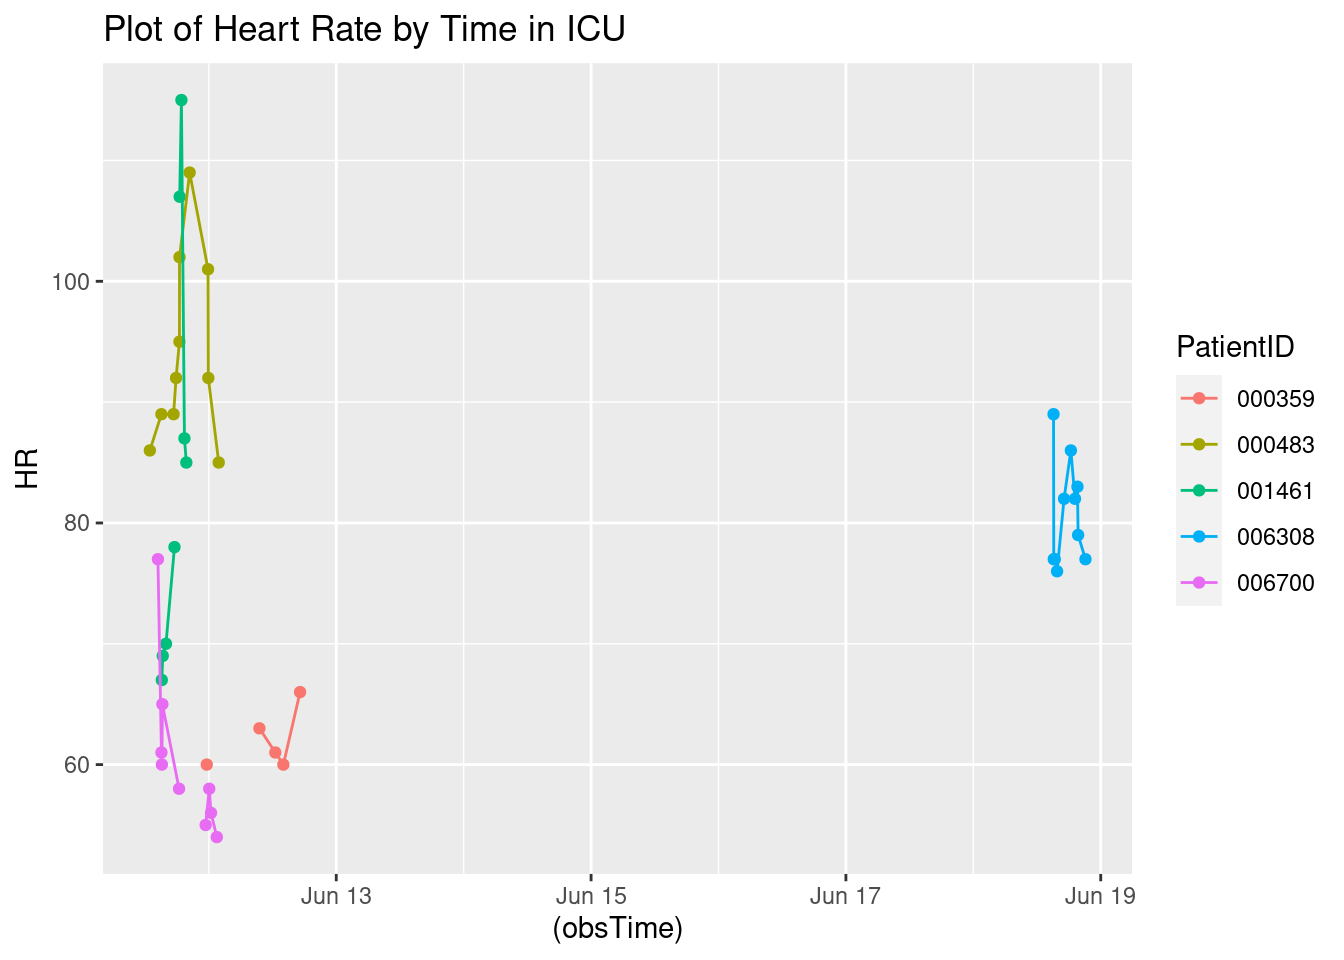 Plot of Heart Rate by Time in ICU
HR
100
80
60
Jun 13
Jun 15
Jun 17
Jun 19
(obsTime)
PatientID
000359
000483
001461
006308
006700